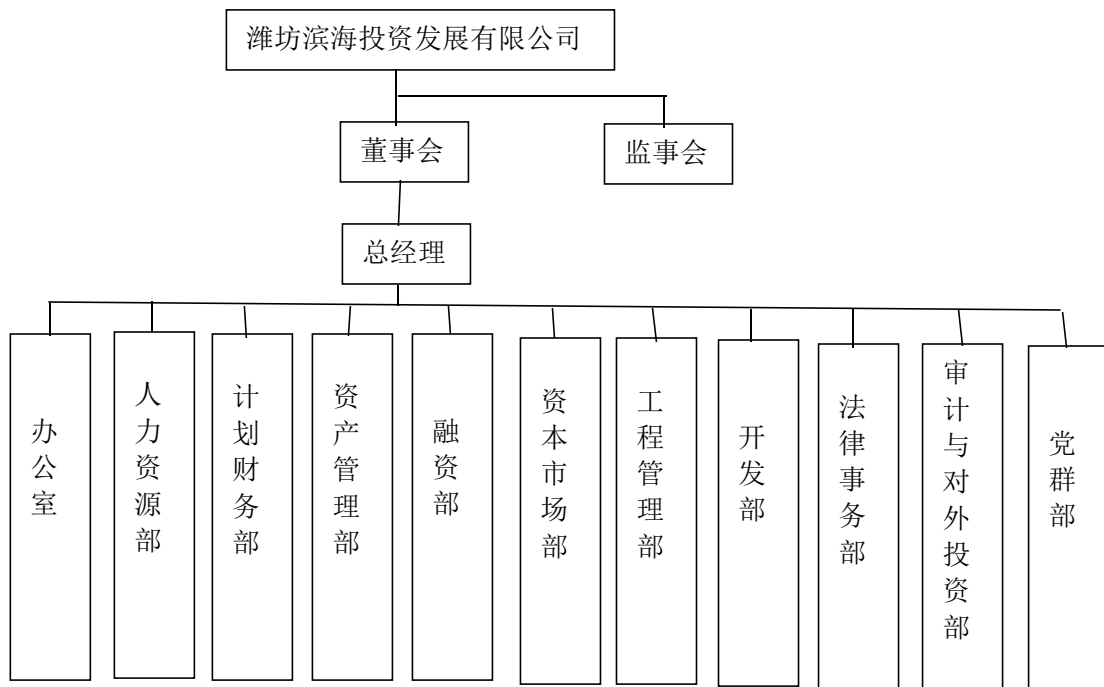 潍坊滨海投资发展有限公司
董事会
监事会
总经理
办公室
人力资源部
计划财务部
资产管理部
融资部
资本市场部
工程管理部
开发部
法律事务部
审计与对外投资部
党群部